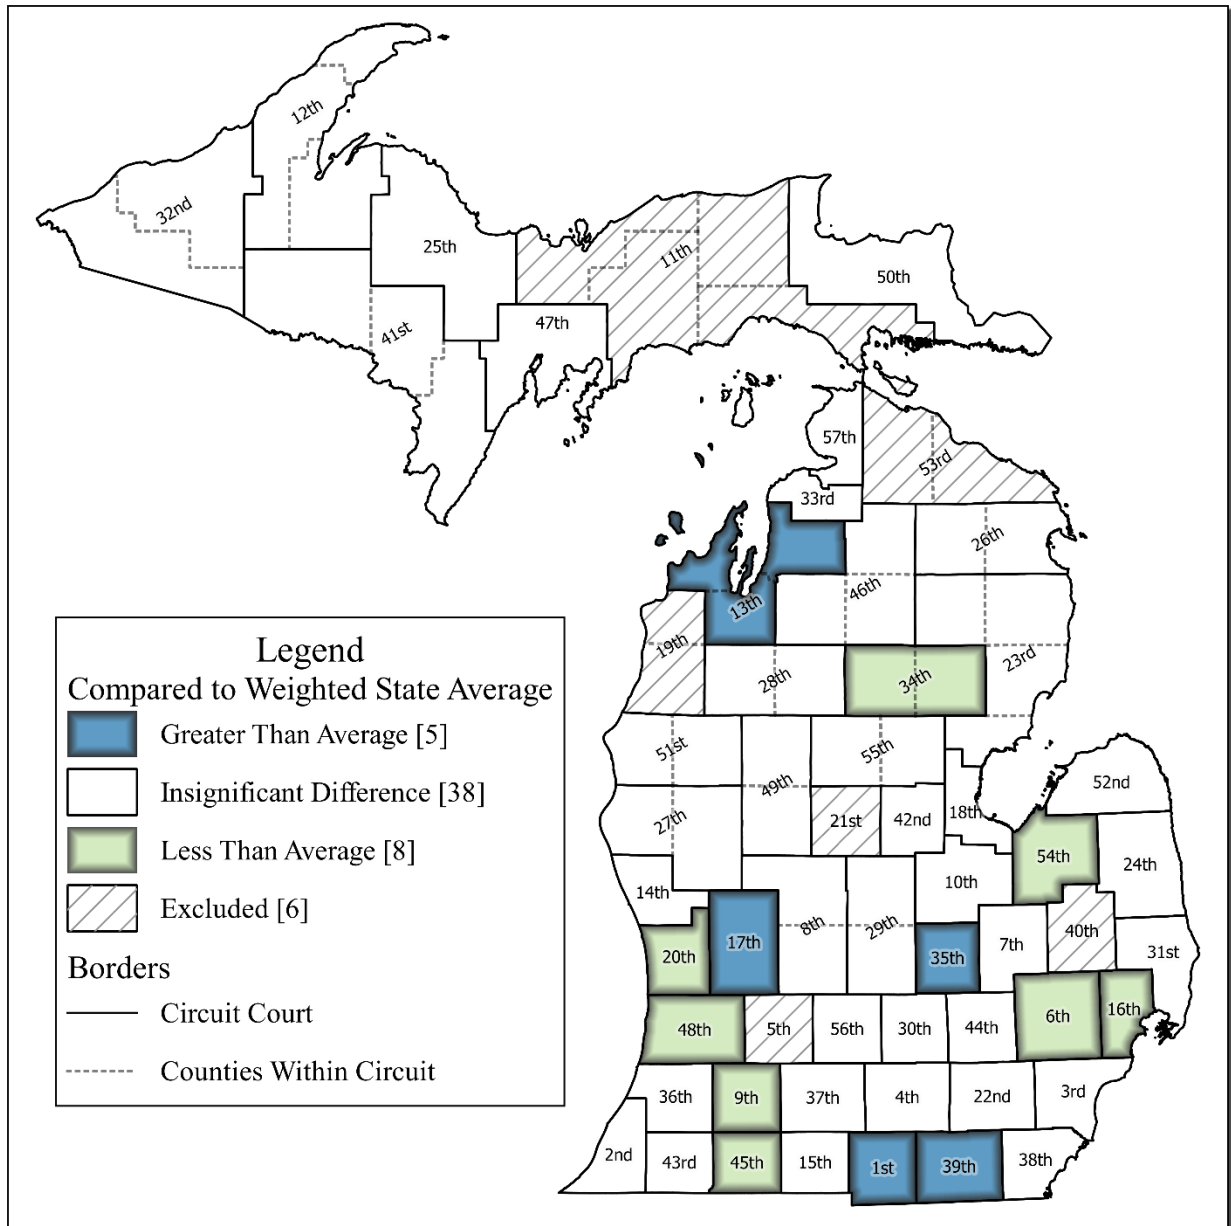 12th
32nd
25th
11th
50th
41st
47th
57th
53rd
33rd
26th
46th
13th
19th
28th
34th
23rd
51st
55th
49th
52nd
27th
21st
42nd
18th
54th
24th
14th
10th
8th
29th
17th
20th
35th
7th
40th
31st
48th
5th
56th
30th
44th
6th
16th
36th
9th
37th
4th
22nd
3rd
2nd
43rd
45th
15th
1st
39th
38th
Legend
Compared to Weighted State Average
Greater Than Average [5]
Insignificant Difference [38]
Less Than Average [8]
Excluded [6]
Borders
Circuit Court
Counties Within Circuit